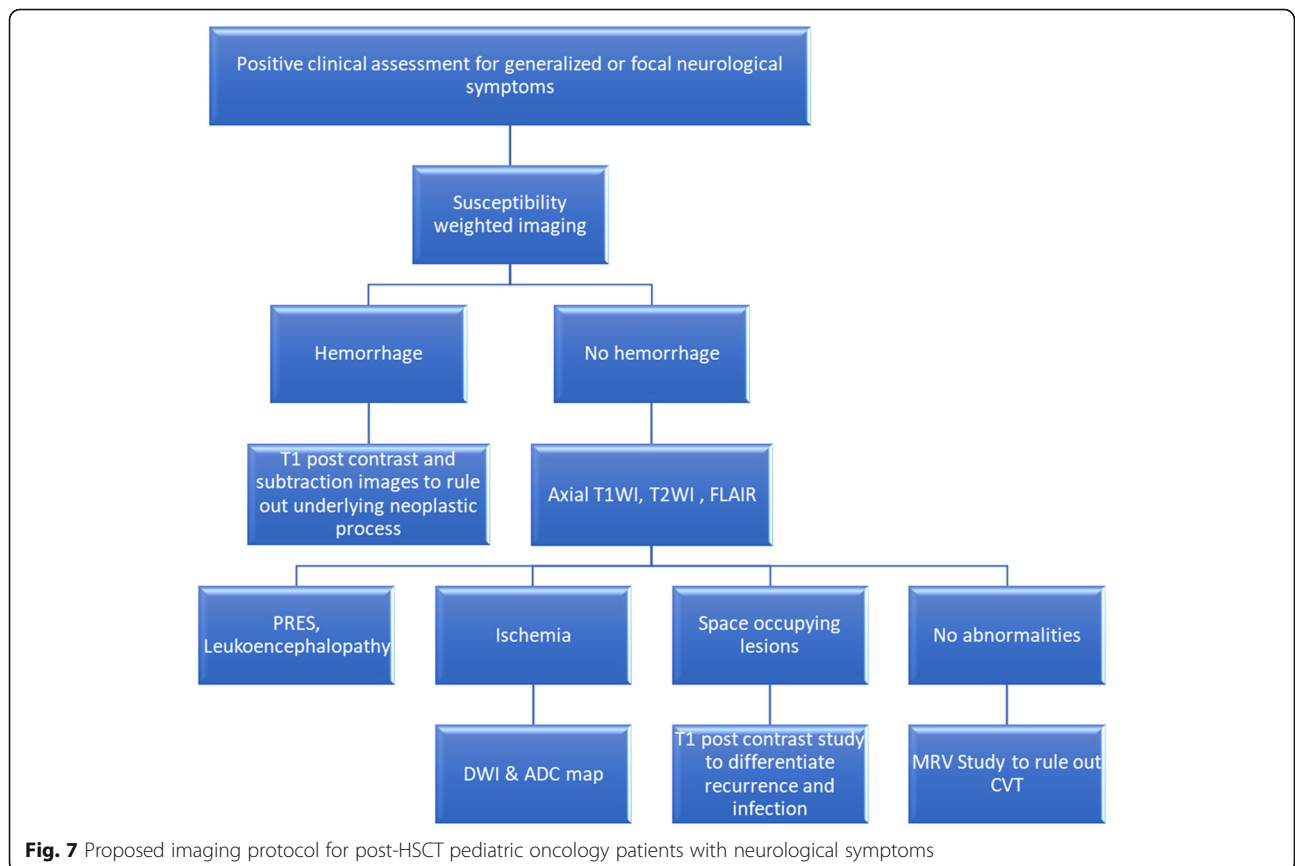 Positive clinical assessment for generalized or focal neurological
symptoms
Susceptibility
weighted imaging
Hemorrhage
No hemorrhage
T1 post contrast and
subtraction images to rule
out underlying neoplastic
process
Axial T1WI, T2WI , FLAIR
PRES,
Leukoencephalopathy
Ischemia
Space occupying
lesions
No abnormalities
DWI & ADC map
T1 post contrast study
to differentiate
recurrence and
infection
MRV Study to rule out
CVT
Fig. 7 Proposed imaging protocol for post-HSCT pediatric oncology patients with neurological symptoms